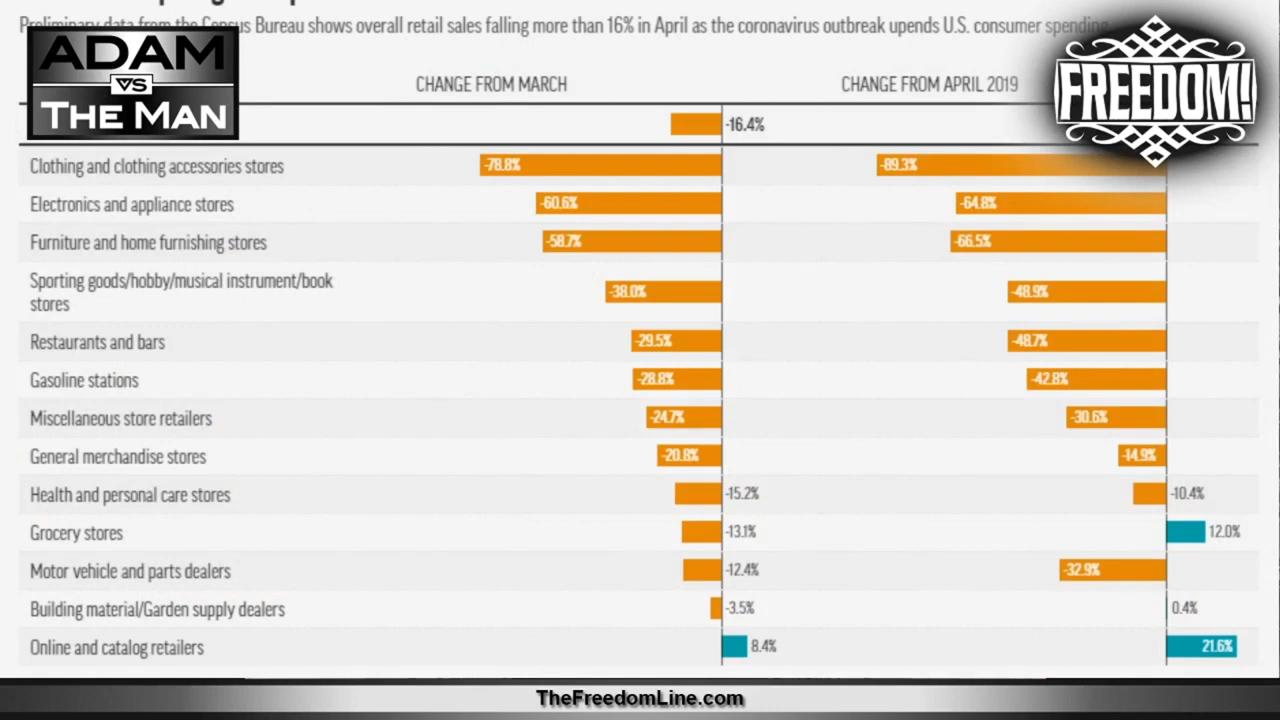 Preliminary data from the Census Bureau shows overall retail sales falling more than 16% in April as the coronavirus outbreak upends U.S. consumer spending.
ADAM
VS
THE MAN
FREEDOM!
CHANGE FROM MARCH CHANGE FROM APRIL 2019
-16.4%
Clothing and clothing accessories stores -78.8% -89.3%
Electronics and appliance stores -60.6% -64.8%
Furniture and home furnishing stores -58.7% -66.5%
Sporting goods/hobby/musical instrument/book
stores -38.0% -48.9%
Restaurants and bars -29.5% -48.7%
Gasoline stations -28.8% -42.8%
Miscellaneous store retailers -24.7% -30.6%
General merchandise stores -20.8% -14.9%
Health and personal care stores -15.2% -10.4%
Grocery stores -13.1% 12.0%
Motor vehicle and parts dealers -12.4% -32.9%
Building material/Garden supply dealers -3.5% 0.4%
Online and catalog retailers 8.4% 21.6%
TheFreedomLine.com